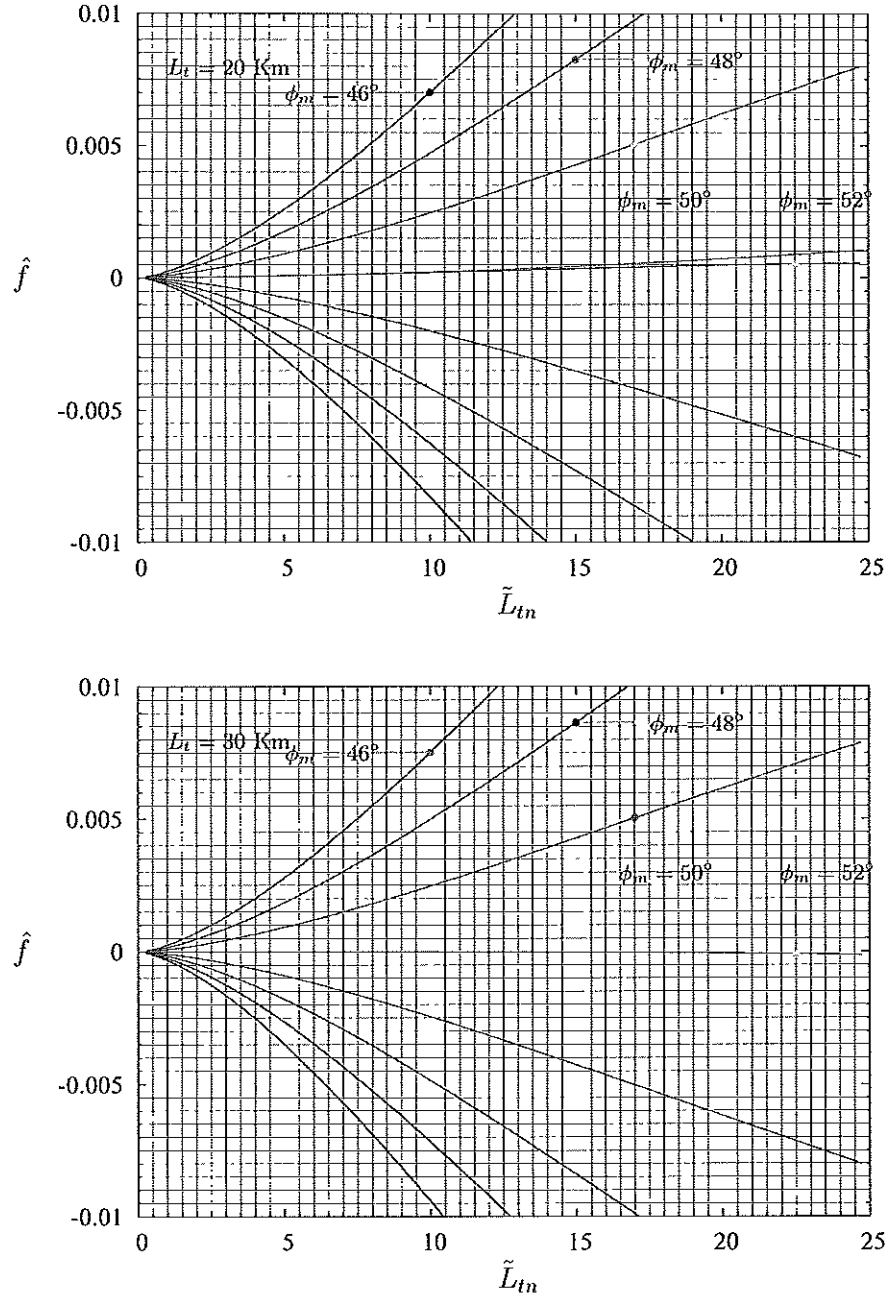 0.01
L_t = 20 Km
ϕ_m = 46°
ϕ_m = 48°
0.005
ϕ_m = 50°
ϕ_m = 52°
f̂
0
-0.005
-0.01
0 5 10 15 20 25
L̃_tn
0.01
L_t = 30 Km
ϕ_m = 46°
ϕ_m = 48°
0.005
ϕ_m = 50°
ϕ_m = 52°
f̂
0
-0.005
-0.01
0 5 10 15 20 25
L̃_tn